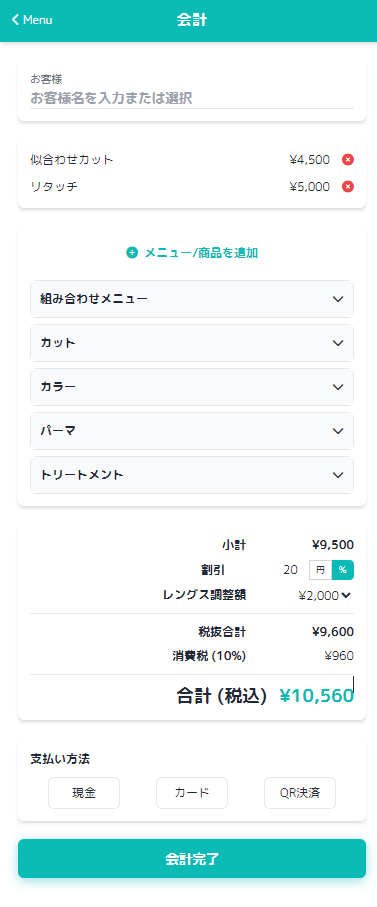 Menu
会計
お客様
お客様名を入力または選択
似合わせカット ¥4,500
リタッチ ¥5,000
メニュー/商品を追加
組み合わせメニュー
カット
カラー
パーマ
トリートメント
小計 ¥9,500
割引 20 円 %
レングス調整額 ¥2,000
税抜合計 ¥9,600
消費税 (10%) ¥960
合計 (税込) ¥10,560
支払い方法
現金 カード QR決済
会計完了